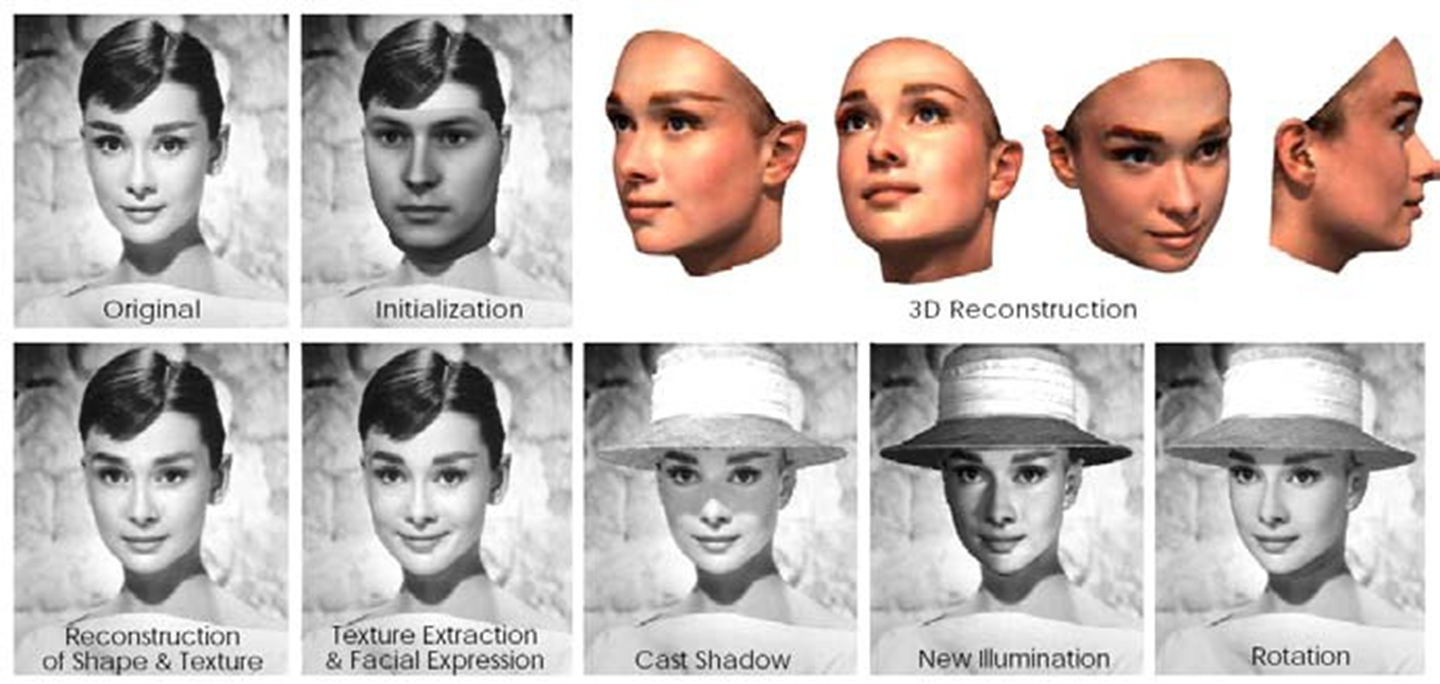 Original
Initialization
3D Reconstruction
Reconstruction
of Shape & Texture
Texture Extraction
& Facial Expression
Cast Shadow
New Illumination
Rotation